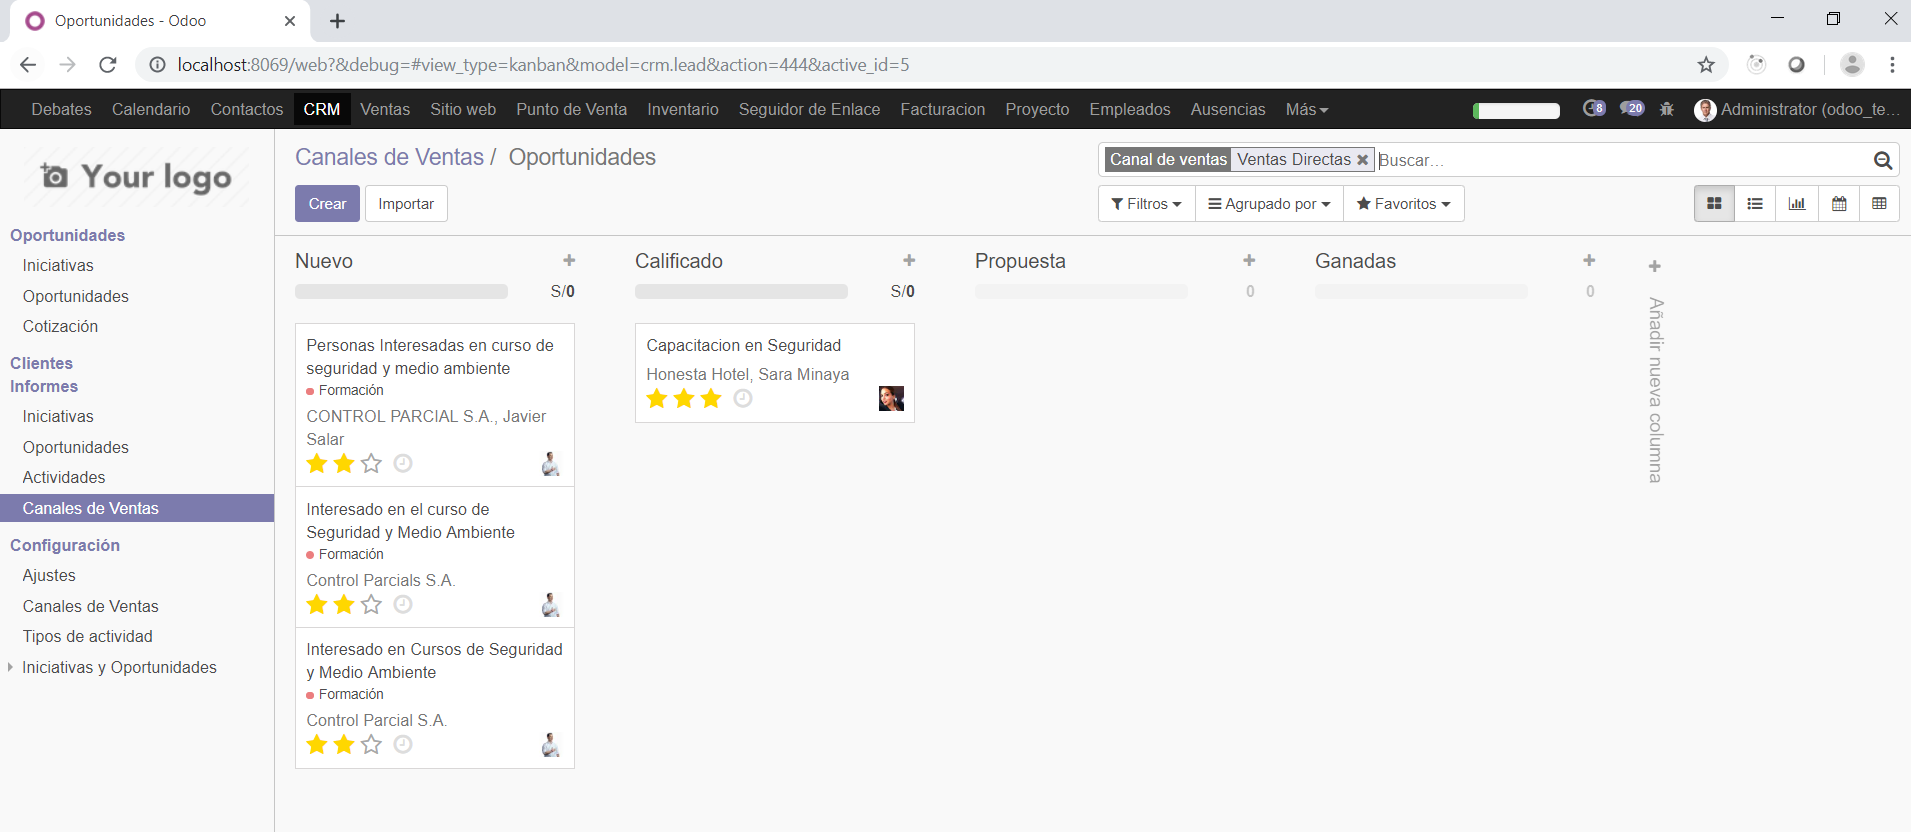 Oportunidades - Odoo
localhost:8069/web?&debug=#view_type=kanban&model=crm.lead&action=444&active_id=5
Debates Calendario Contactos CRM Ventas Sitio web Punto de Venta Inventario Seguidor de Enlace Facturacion Proyecto Empleados Ausencias Más 8 20 Administrator (odoo_te...
Your logo
Oportunidades
Iniciativas
Oportunidades
Cotización
Clientes
Informes
Iniciativas
Oportunidades
Actividades
Canales de Ventas
Configuración
Ajustes
Canales de Ventas
Tipos de actividad
Iniciativas y Oportunidades
Canales de Ventas / Oportunidades
Canal de ventas Ventas Directas Buscar...
Crear Importar
Filtros Agrupado por Favoritos
Nuevo
S/0
Personas Interesadas en curso de
seguridad y medio ambiente
Formación
CONTROL PARCIAL S.A., Javier
Salar
Interesado en el curso de
Seguridad y Medio Ambiente
Formación
Control Parcials S.A.
Interesado en Cursos de Seguridad
y Medio Ambiente
Formación
Control Parcial S.A.
Calificado
S/0
Capacitacion en Seguridad
Honesta Hotel, Sara Minaya
Propuesta
0
Ganadas
0
Añadir nueva columna